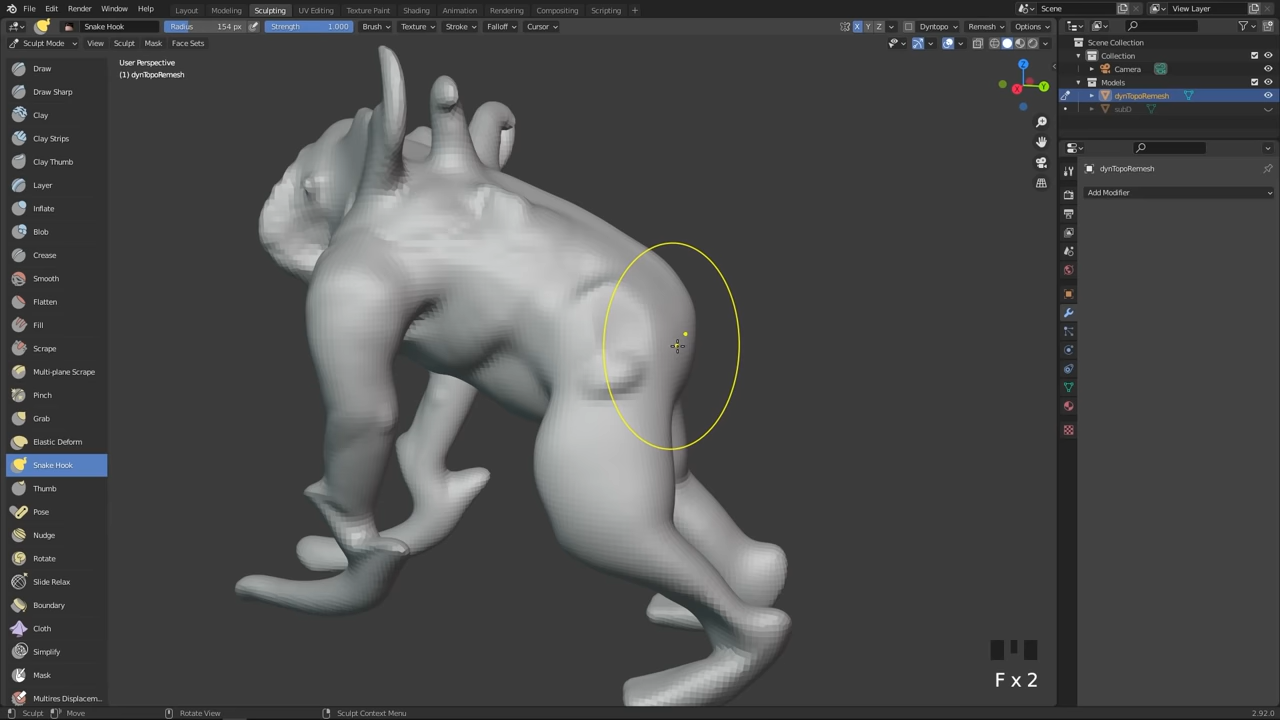 File Edit Render Window Help Layout Modeling Sculpting UV Editing Texture Paint Shading Animation Rendering Compositing Scripting Scene View Layer
Snake Hook Radius 154 px Strength 1.000 Brush Texture Stroke Falloff Cursor X Y Z Dyntopo Remesh Options
Sculpt Mode View Sculpt Mask Face Sets
Scene Collection
Collection
Camera
Models
dynTopoRemesh
subD
User Perspective
(1) dynTopoRemesh
Draw
Draw Sharp
Clay
Clay Strips
Clay Thumb
Layer
Inflate
Blob
Crease
Smooth
Flatten
Fill
Scrape
Multi-plane Scrape
Pinch
Grab
Elastic Deform
Snake Hook
Thumb
Pose
Nudge
Rotate
Slide Relax
Boundary
Cloth
Simplify
Mask
Multires Displacem...
Z
X Y
dynTopoRemesh
Add Modifier
F x 2
Sculpt Move Rotate View Sculpt Context Menu 2.92.0